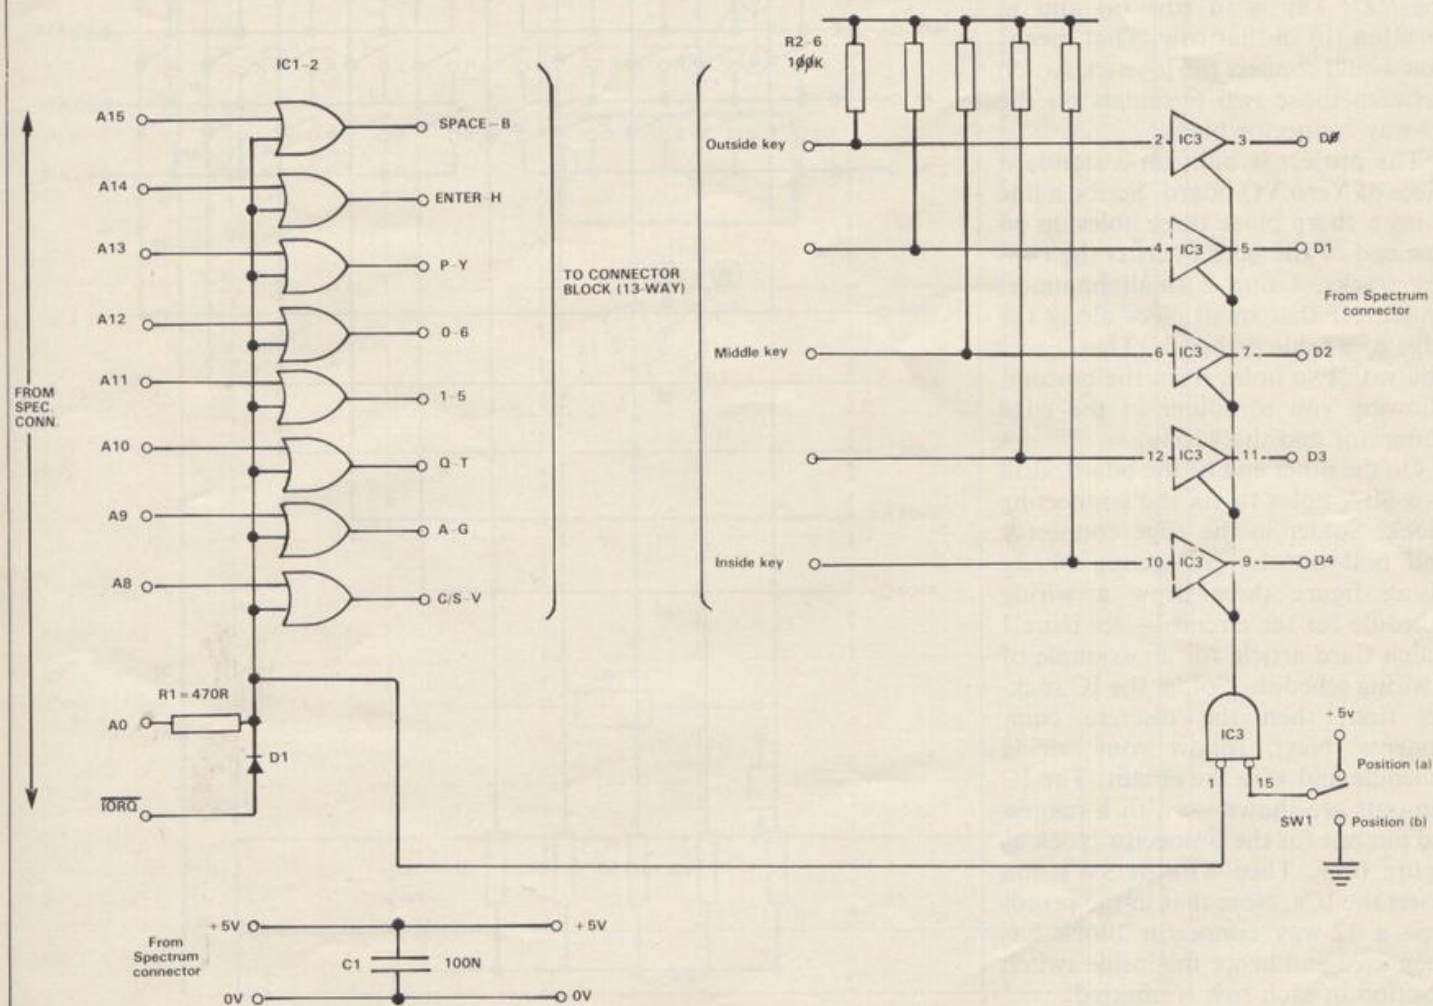 IC1-2
A15
SPACE-B
A14
ENTER-H
A13
P-Y
A12
0-6
A11
1-5
A10
Q-T
A9
A-G
A8
C/S-V
FROM
SPEC.
CONN.
TO CONNECTOR
BLOCK (13-WAY)
R1 = 470R
A0
D1
IORQ
+5V
+5V
From
Spectrum
connector
C1
100N
0V
0V
R2-6
1ØØK
Outside key
2
IC3
3
DØ
4
IC3
5
D1
From Spectrum
connector
Middle key
6
IC3
7
D2
12
IC3
11
D3
Inside key
10
IC3
9
D4
IC3
1
15
+5v
Position (a)
SW1
Position (b)